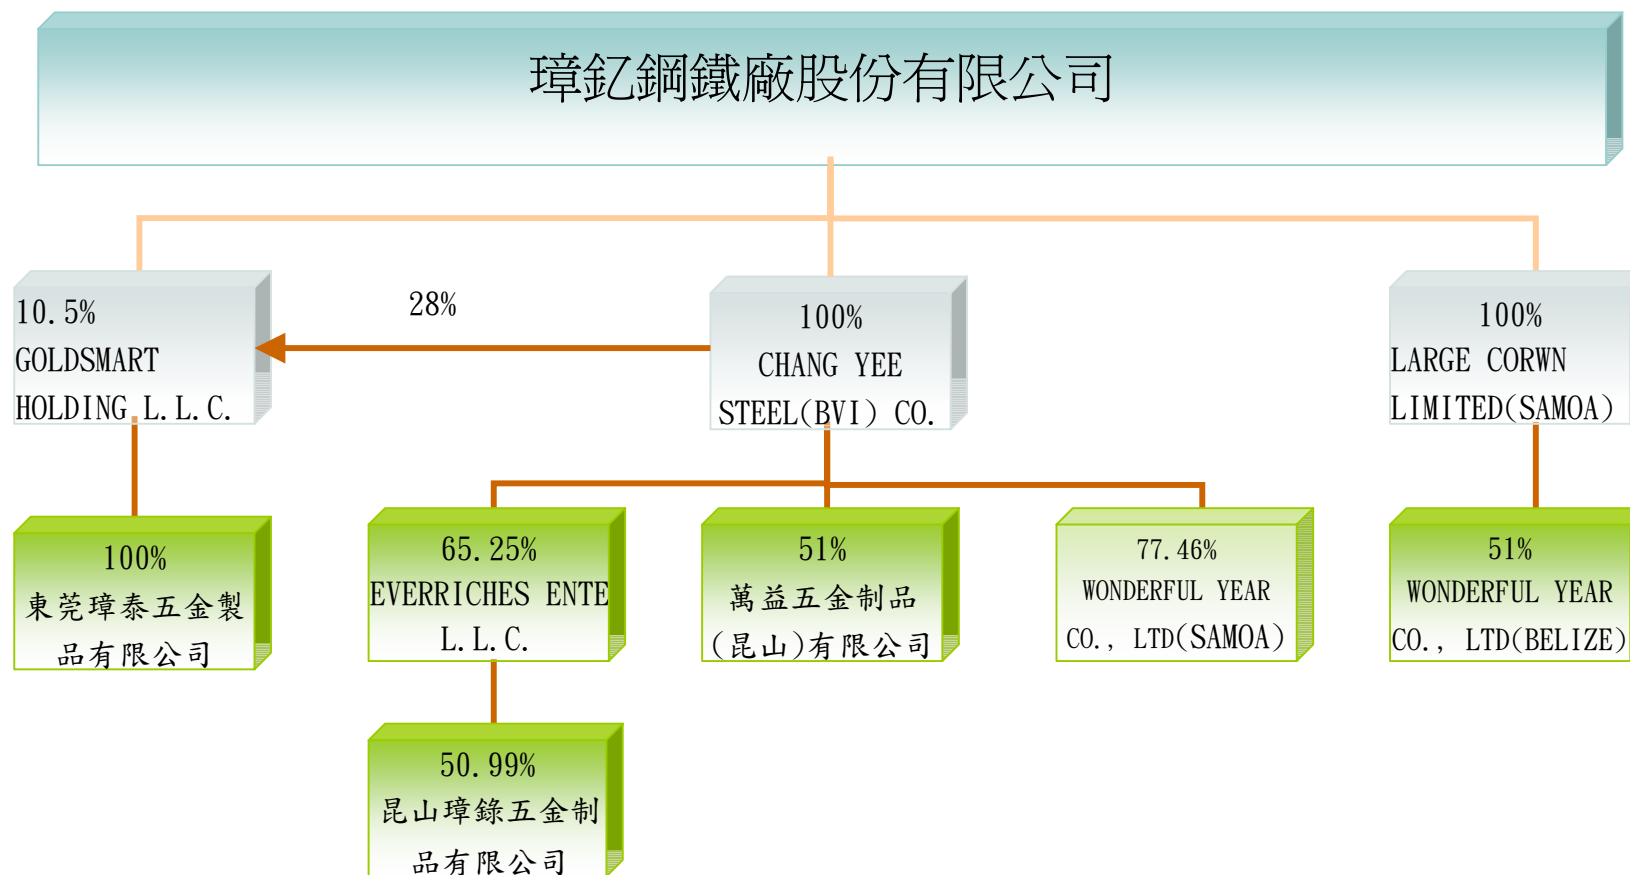 璋釔鋼鐵廠股份有限公司
10.5%
GOLDSMART
HOLDING L.L.C.
28%
100%
CHANG YEE
STEEL(BVI) CO.
100%
LARGE CORWN
LIMITED(SAMOA)
100%
東莞璋泰五金製
品有限公司
65.25%
EVERRICHES ENTE
L.L.C.
51%
萬益五金制品
(昆山)有限公司
77.46%
WONDERFUL YEAR
CO., LTD(SAMOA)
51%
WONDERFUL YEAR
CO., LTD(BELIZE)
50.99%
昆山璋錄五金制
品有限公司